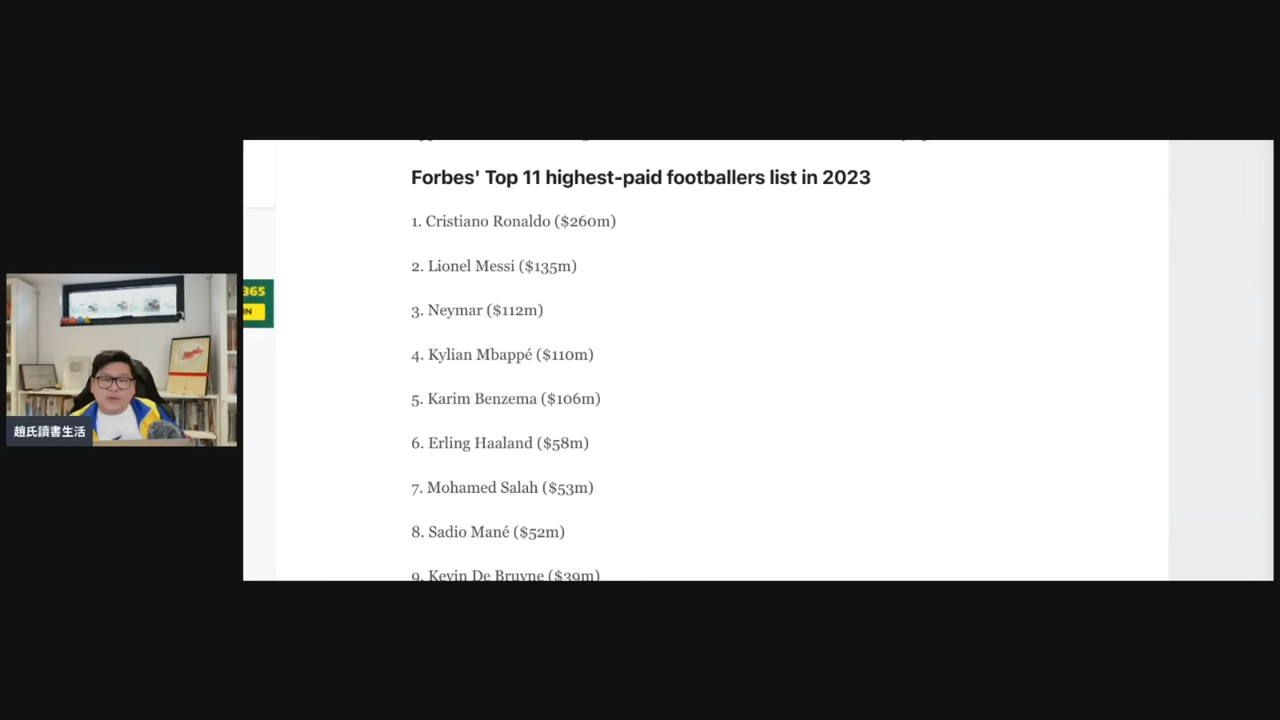 Forbes' Top 11 highest-paid footballers list in 2023
1. Cristiano Ronaldo ($260m)
2. Lionel Messi ($135m)
3. Neymar ($112m)
4. Kylian Mbappé ($110m)
5. Karim Benzema ($106m)
6. Erling Haaland ($58m)
7. Mohamed Salah ($53m)
8. Sadio Mané ($52m)
9. Kevin De Bruyne ($39m)
365
IN
趙氏讀書生活